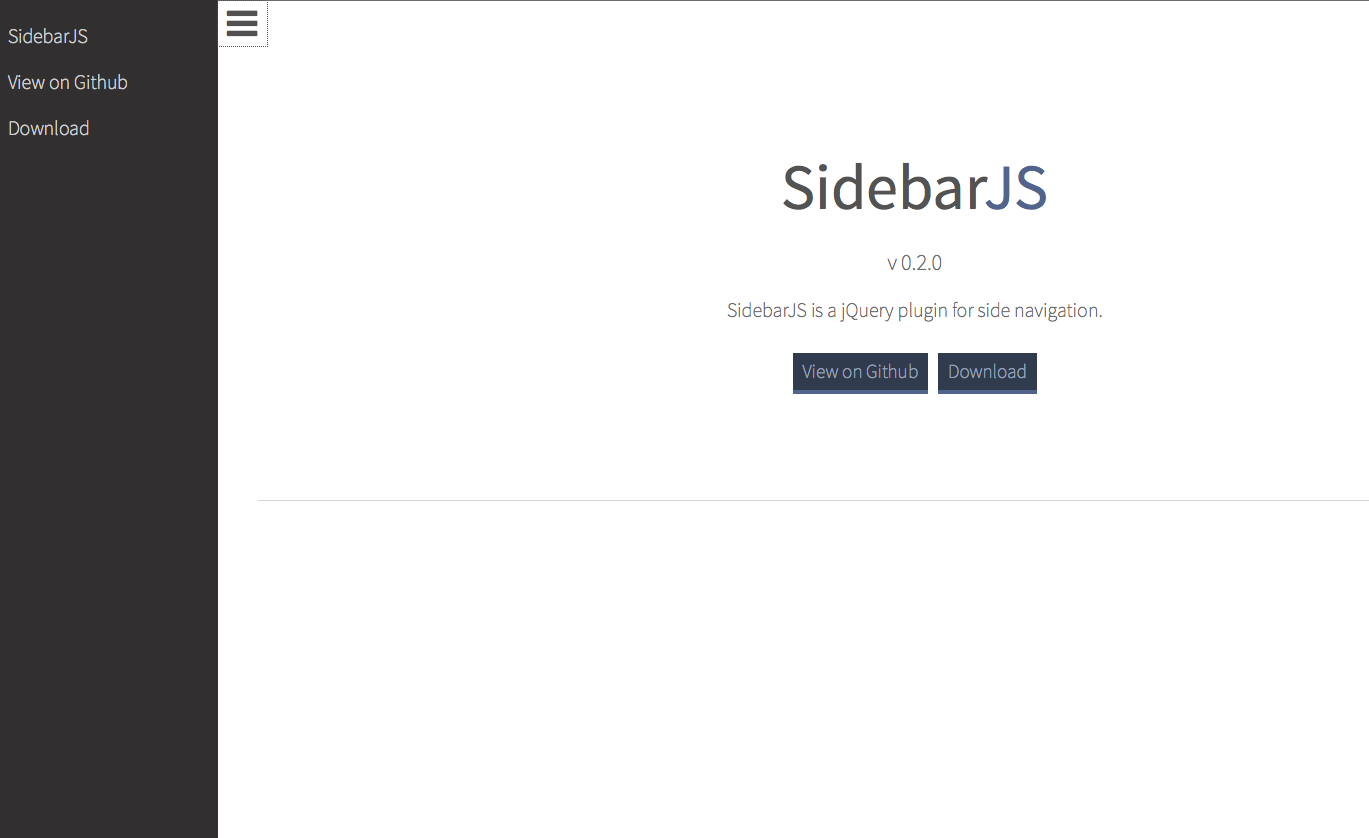 SidebarJS
View on Github
Download
SidebarJS
v 0.2.0
SidebarJS is a jQuery plugin for side navigation.
View on Github
Download